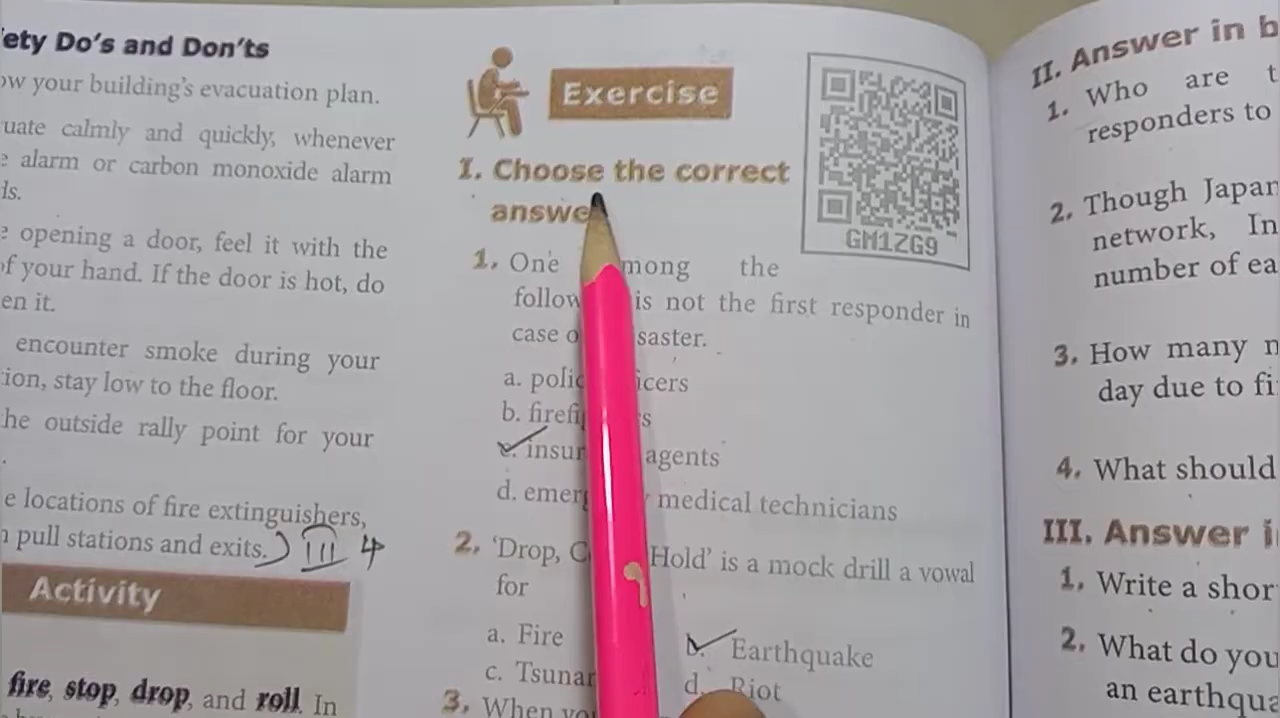 ety Do's and Don'ts
ow your building's evacuation plan.
uate calmly and quickly, whenever
e alarm or carbon monoxide alarm
ds.
e opening a door, feel it with the
of your hand. If the door is hot, do
en it.
encounter smoke during your
ion, stay low to the floor.
he outside rally point for your
.
e locations of fire extinguishers,
n pull stations and exits. III 4
Activity
fire, stop, drop, and roll. In
Exercise
GM1ZG9
I. Choose the correct
answe
1. One mong the
follow is not the first responder in
case o saster.
a. polic icers
b. firefi s
c. insur agents
d. emerg y medical technicians
2. 'Drop, C Hold' is a mock drill a vowal
for
a. Fire b. Earthquake
c. Tsunar d. Riot
3. When you
II. Answer in b
1. Who are t
responders to
2. Though Japan
network, In
number of ea
3. How many n
day due to fi
4. What should
III. Answer i
1. Write a shor
2. What do you
an earthqua